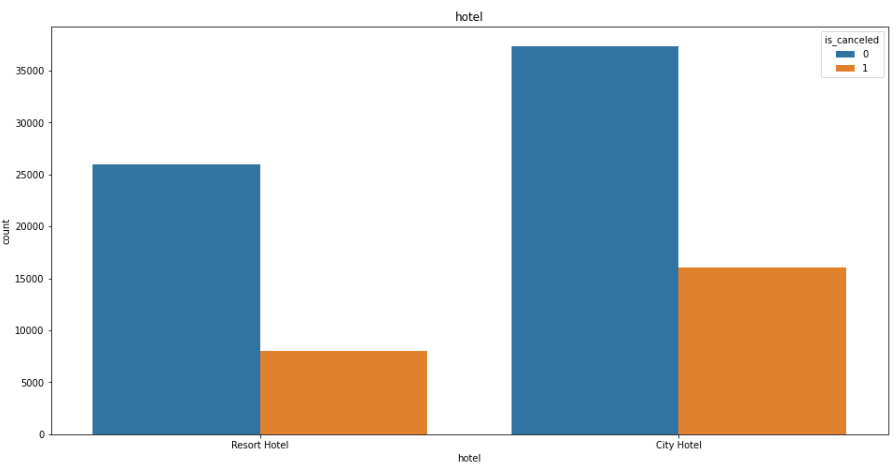 hotel
is_canceled
0
1
35000
30000
25000
20000
15000
10000
5000
0
count
Resort Hotel City Hotel
hotel